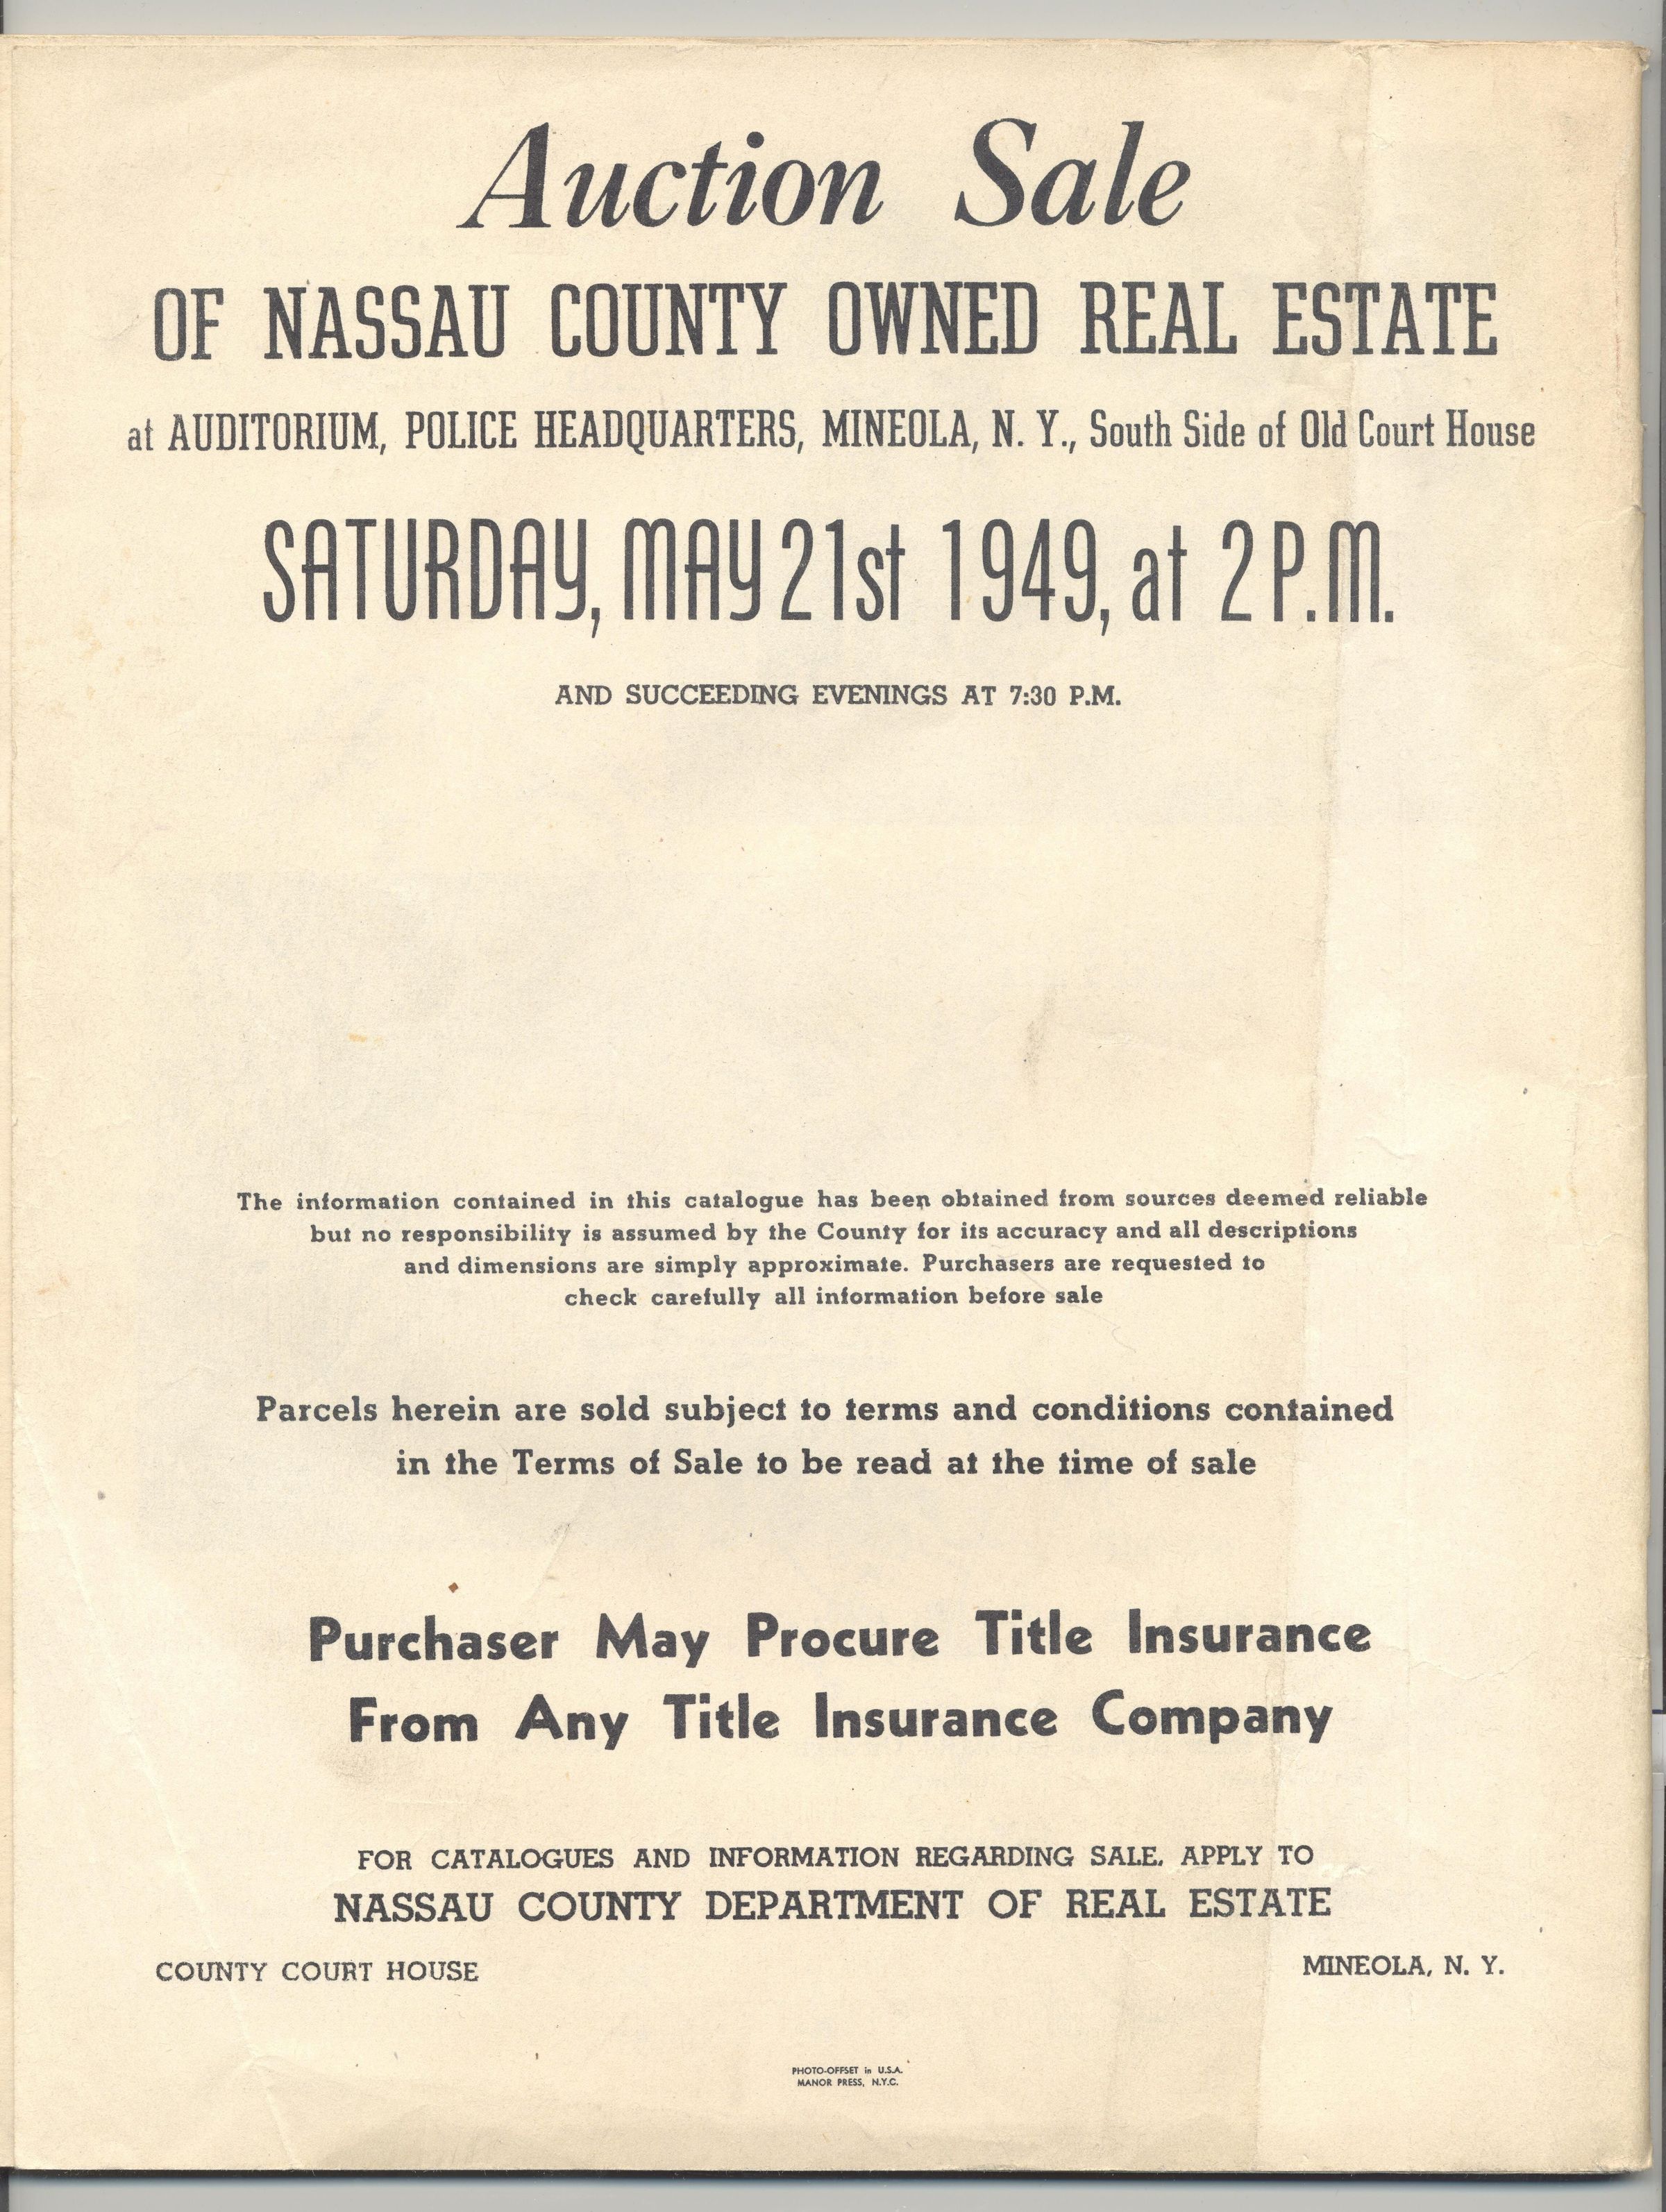 Auction Sale
OF NASSAU COUNTY OWNED REAL ESTATE
at AUDITORIUM, POLICE HEADQUARTERS, MINEOLA, N. Y., South Side of Old Court House
SATURDAY, MAY 21st 1949, at 2 P.M.
AND SUCCEEDING EVENINGS AT 7:30 P.M.
The information contained in this catalogue has been obtained from sources deemed reliable
but no responsibility is assumed by the County for its accuracy and all descriptions
and dimensions are simply approximate. Purchasers are requested to
check carefully all information before sale
Parcels herein are sold subject to terms and conditions contained
in the Terms of Sale to be read at the time of sale
Purchaser May Procure Title Insurance
From Any Title Insurance Company
FOR CATALOGUES AND INFORMATION REGARDING SALE, APPLY TO
NASSAU COUNTY DEPARTMENT OF REAL ESTATE
COUNTY COURT HOUSE MINEOLA, N. Y.
PHOTO-OFFSET in U.S.A.
MANOR PRESS, N.Y.C.